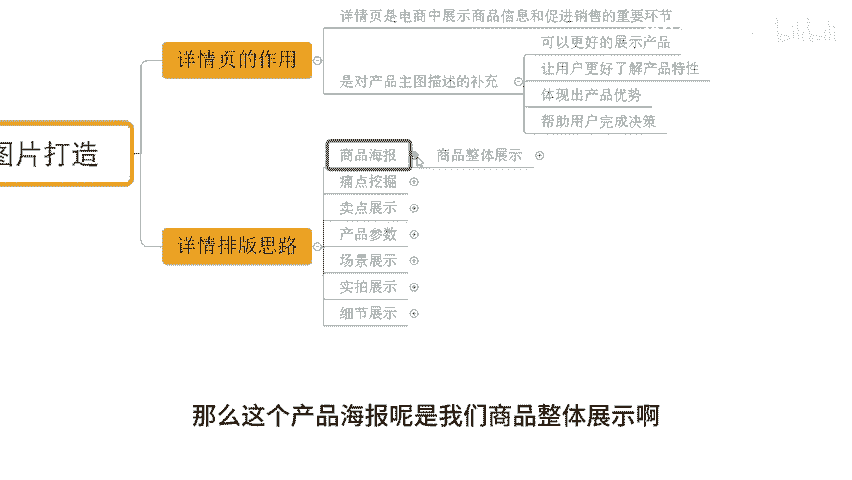 详情页是电商中展示商品信息和促进销售的重要环节
详情页的作用
是对产品主图描述的补充
可以更好的展示产品
让用户更好了解产品特性
体现出产品优势
帮助用户完成决策
图片打造
详情排版思路
商品海报
商品整体展示
痛点挖掘
卖点展示
产品参数
场景展示
实拍展示
细节展示
那么这个产品海报呢是我们商品整体展示啊
bilibili